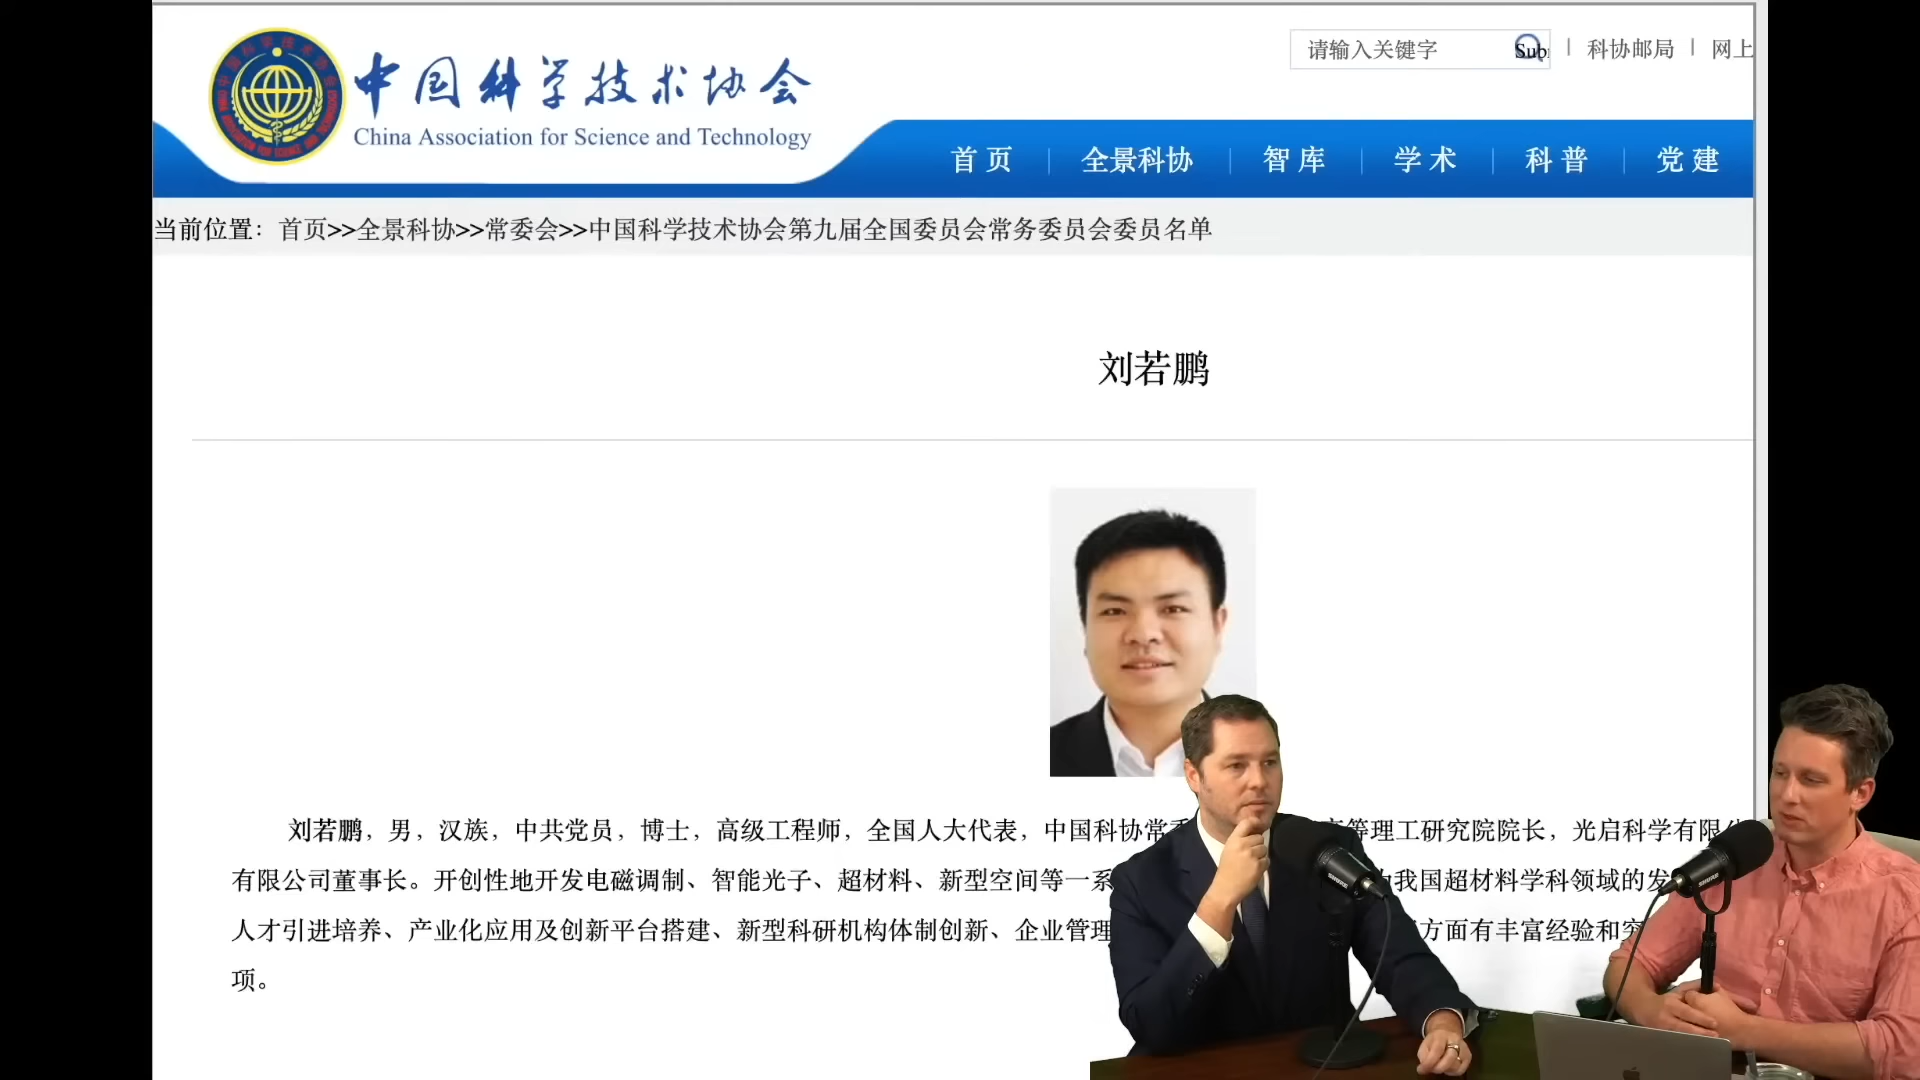 中国科学技术协会
China Association for Science and Technology
请输入关键字 Sub 科协邮局 网上
首页 全景科协 智库 学术 科普 党建
当前位置：首页>>全景科协>>常委会>>中国科学技术协会第九届全国委员会常务委员会委员名单
刘若鹏
刘若鹏，男，汉族，中共党员，博士，高级工程师，全国人大代表，中国科协常 高等理工研究院院长，光启科学有限公
有限公司董事长。开创性地开发电磁调制、智能光子、超材料、新型空间等一系 我国超材料学科领域的发
人才引进培养、产业化应用及创新平台搭建、新型科研机构体制创新、企业管理 方面有丰富经验和突
项。
SHURE
SHURE